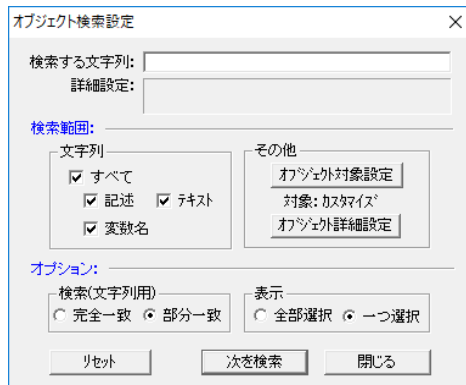 オブジェクト検索設定
検索する文字列:
詳細設定:
検索範囲:
文字列
すべて
記述 テキスト
変数名
その他
オブジェクト対象設定
対象: カスタマイズ
オブジェクト詳細設定
オプション:
検索(文字列用)
完全一致 部分一致
表示
全部選択 一つ選択
リセット 次を検索 閉じる